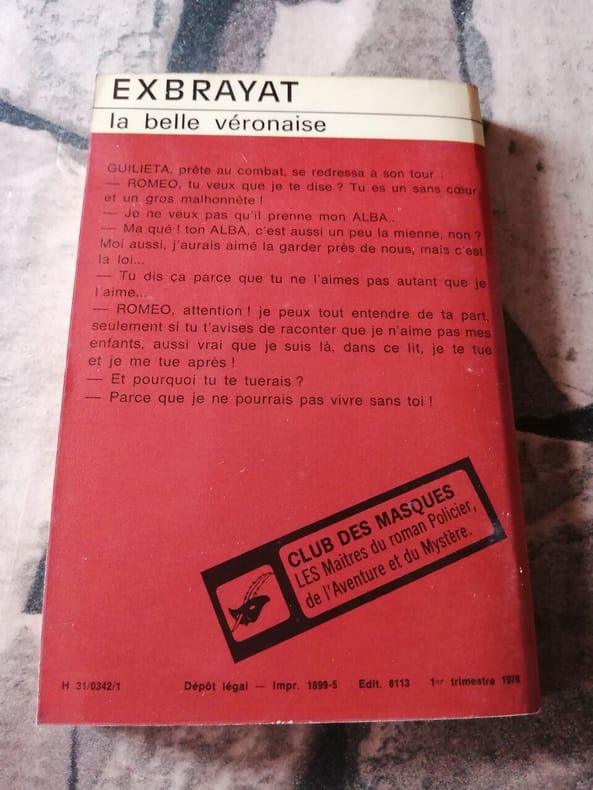 EXBRAYAT
la belle véronaise
GUILIETA, prête au combat, se redressa à son tour :
— ROMEO, tu veux que je te dise ? Tu es un sans cœur
et un gros malhonnête !
— Je ne veux pas qu'il prenne mon ALBA..
— Ma qué ! ton ALBA, c'est aussi un peu la mienne, non ?
Moi aussi, j'aurais aimé la garder près de nous, mais c'est
la loi...
— Tu dis ça parce que tu ne l'aimes pas autant que je
l'aime...
— ROMEO, attention ! je peux tout entendre de ta part,
seulement si tu t'avises de raconter que je n'aime pas mes
enfants, aussi vrai que je suis là, dans ce lit, je te tue
et je me tue après !
— Et pourquoi tu te tuerais ?
— Parce que je ne pourrais pas vivre sans toi !
CLUB DES MASQUES
LES Maîtres du roman Policier,
de l'Aventure et du Mystère.
H 31/0342/1 Dépôt légal — Impr. 1899-5 Edit. 8113 1er trimestre 1976